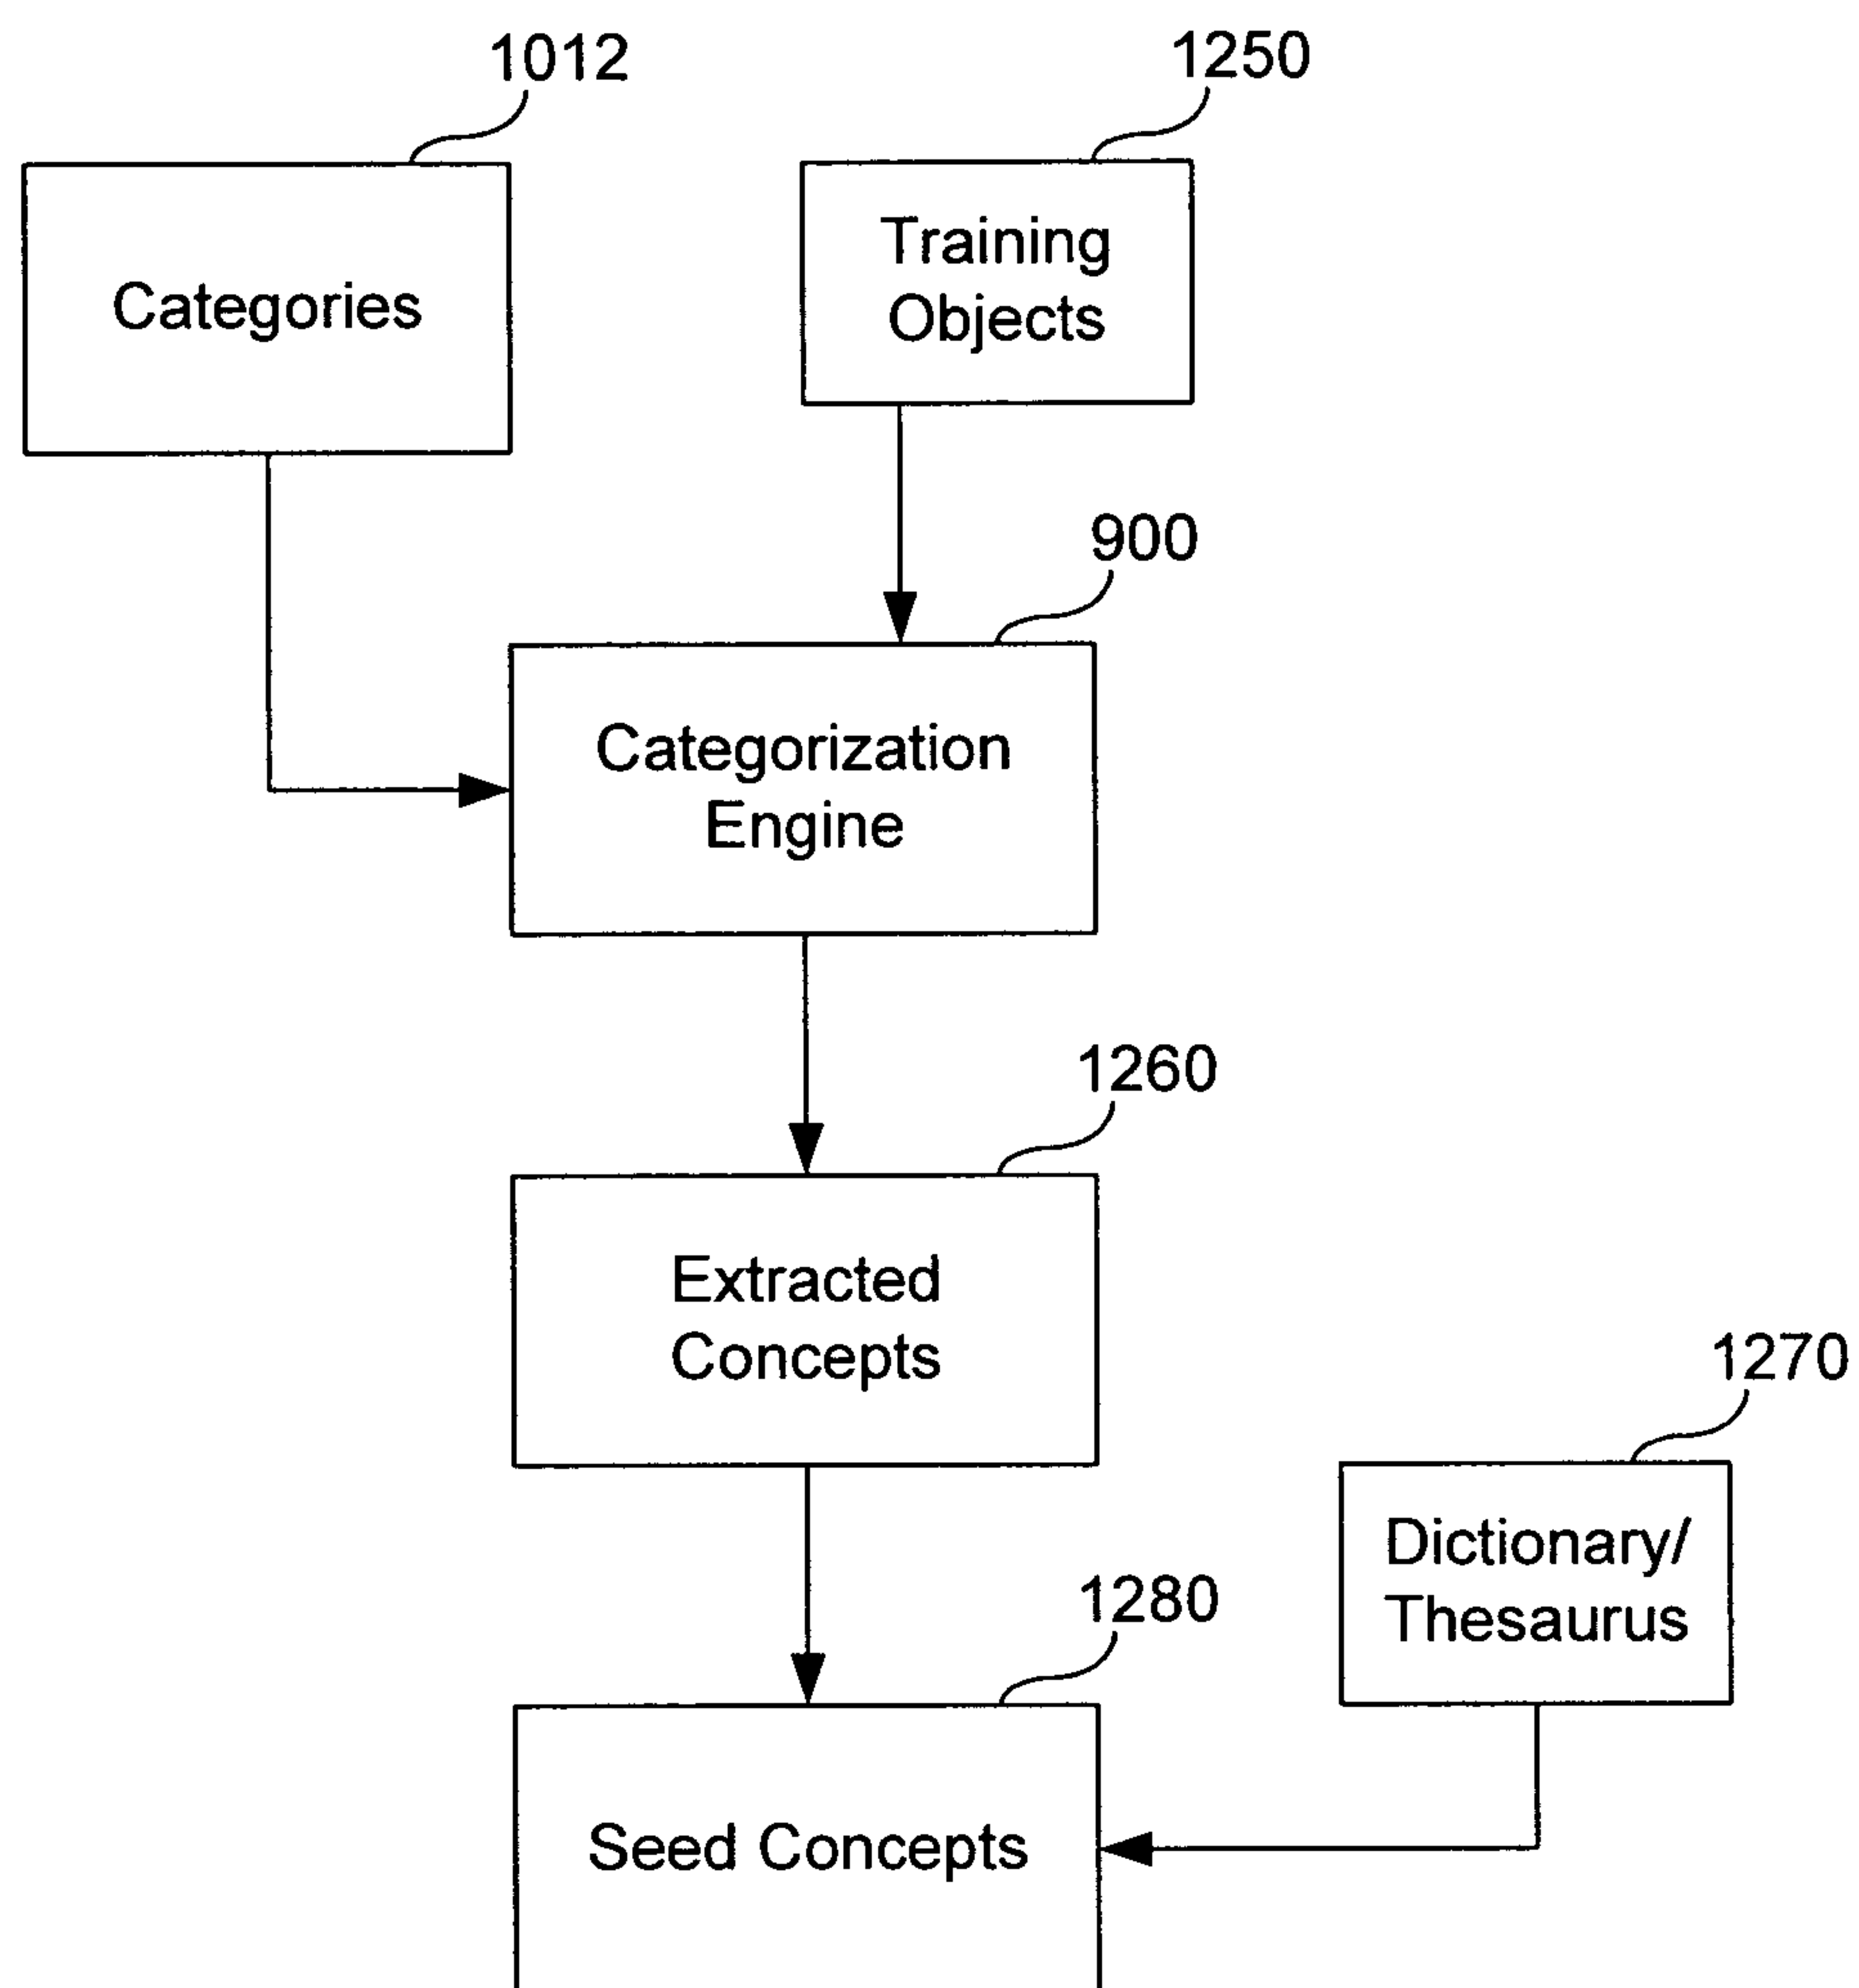 1012
1250
Categories
Training
Objects
900
Categorization
Engine
1260
Extracted
Concepts
1270
Dictionary/
Thesaurus
1280
Seed Concepts